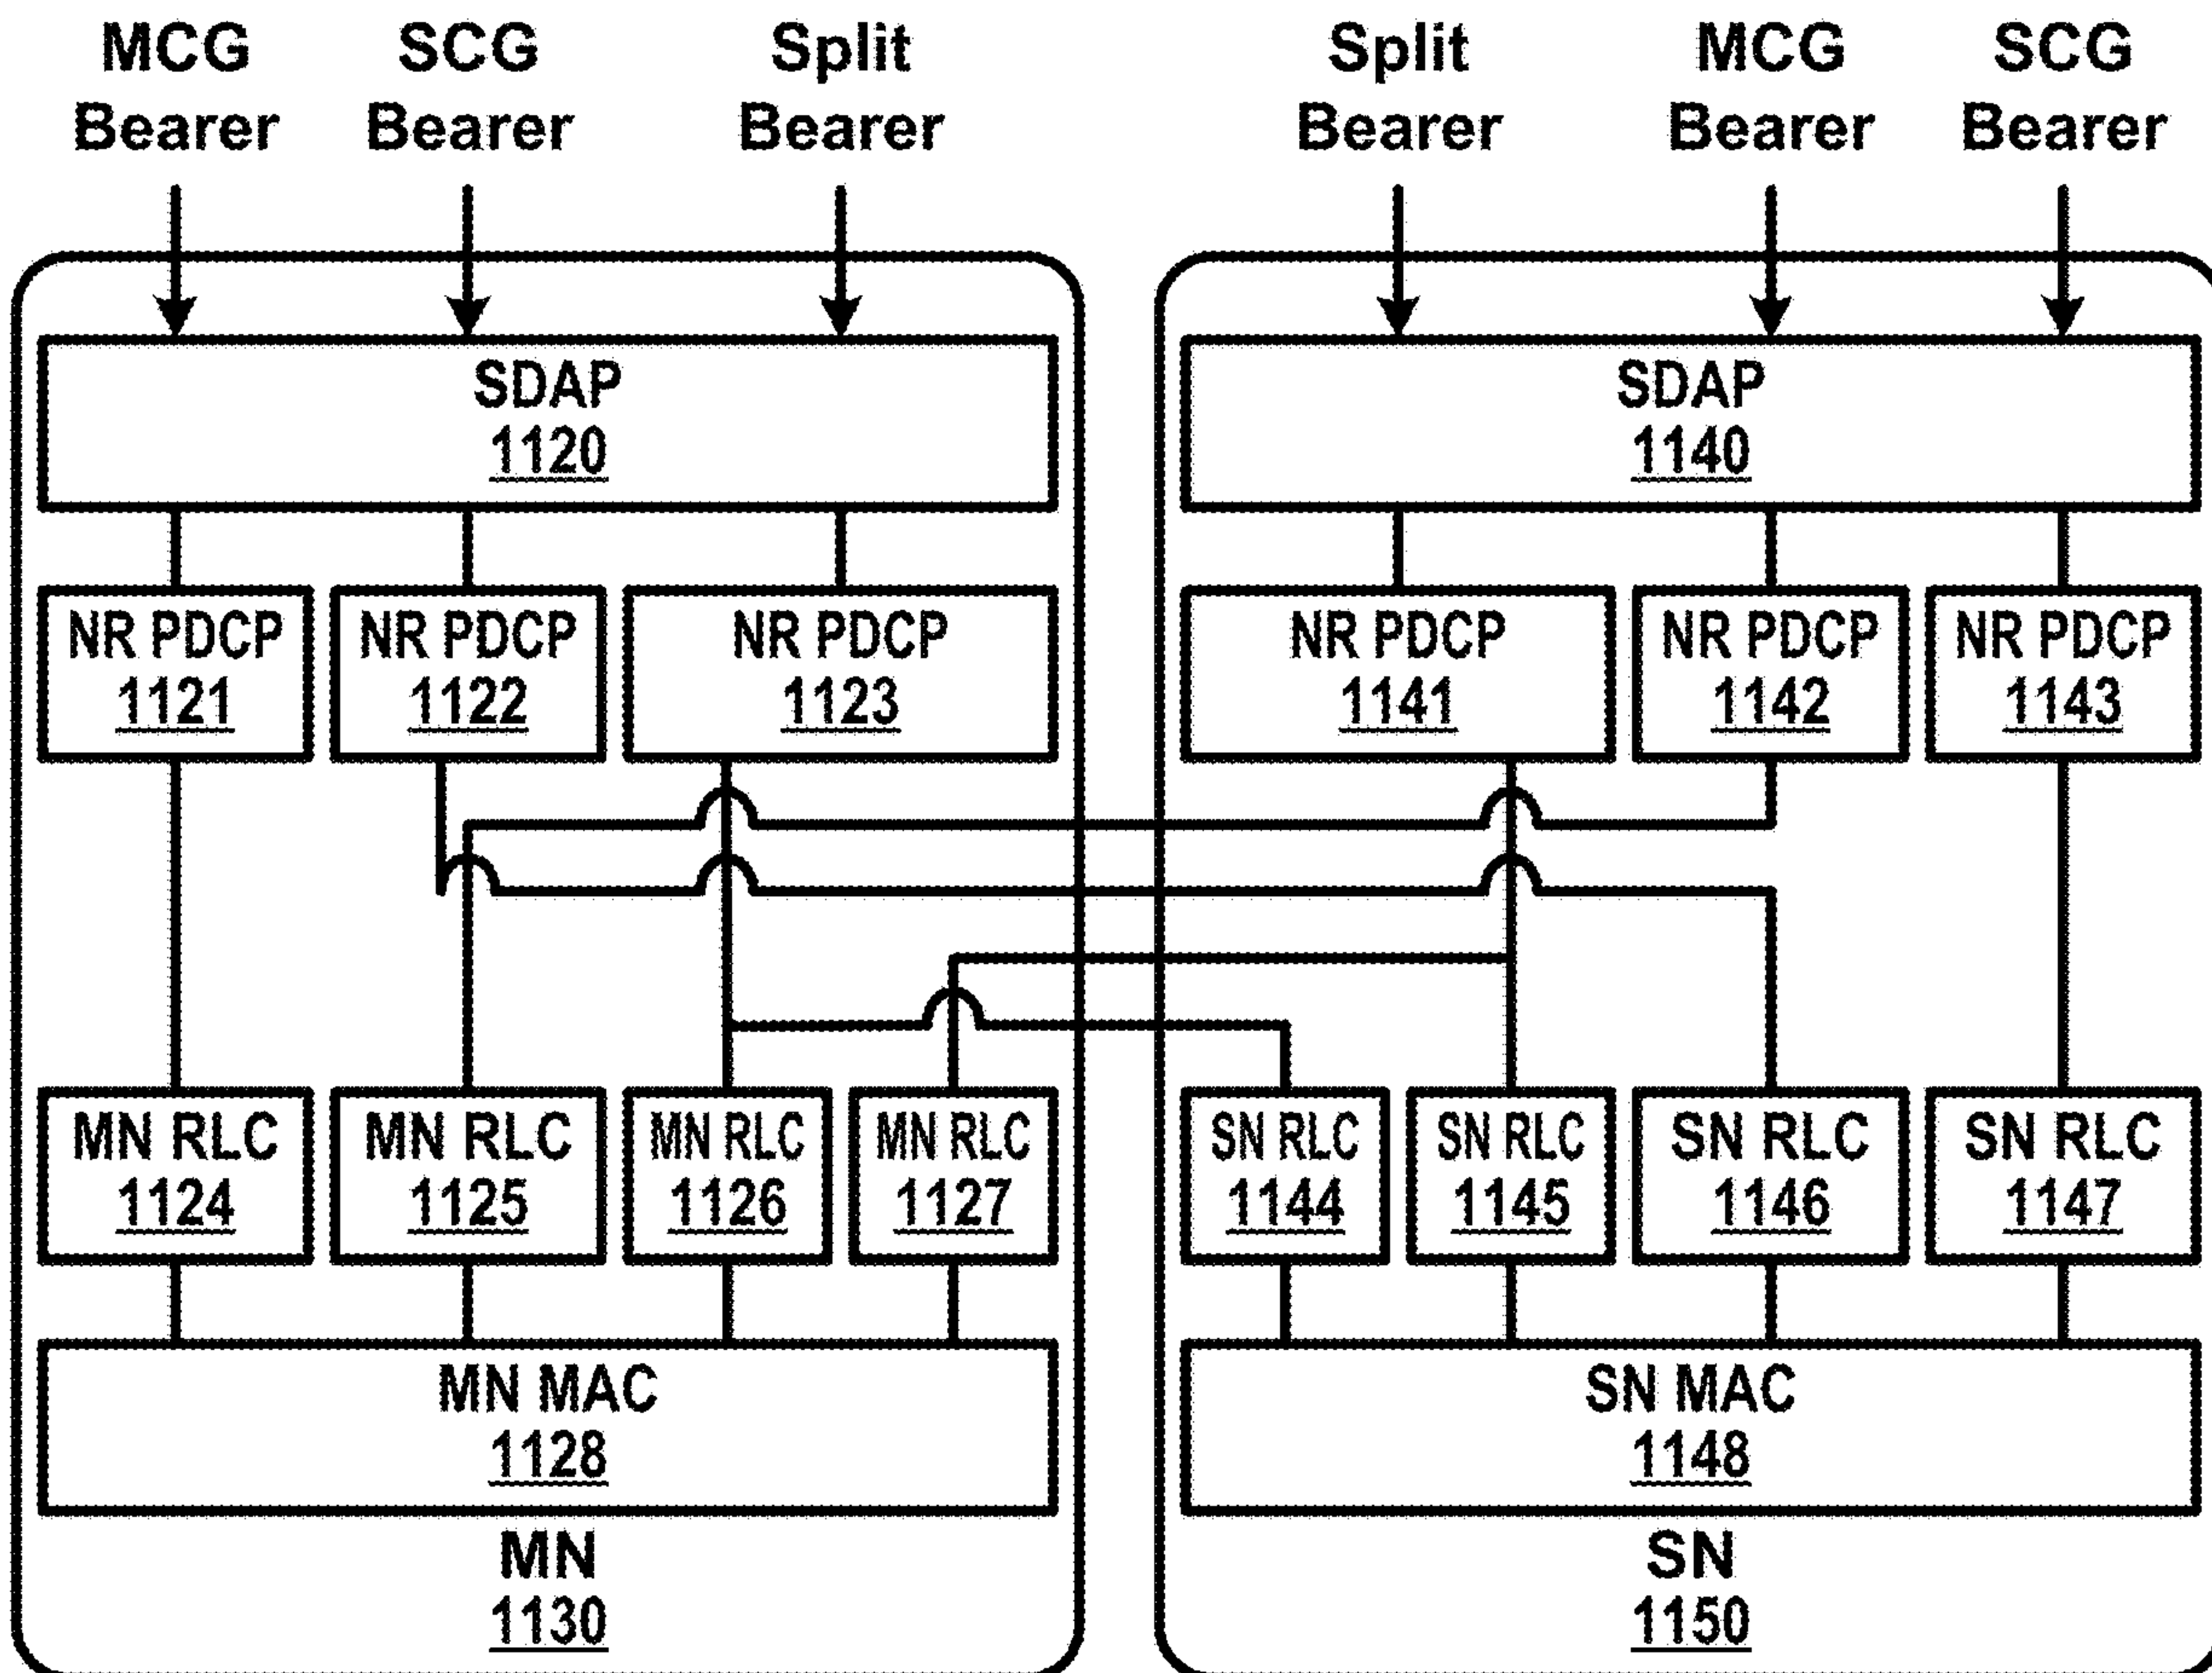 MCG Bearer
SCG Bearer
Split Bearer
Split Bearer
MCG Bearer
SCG Bearer
SDAP
1120
SDAP
1140
NR PDCP
1121
NR PDCP
1122
NR PDCP
1123
NR PDCP
1141
NR PDCP
1142
NR PDCP
1143
MN RLC
1124
MN RLC
1125
MN RLC
1126
MN RLC
1127
SN RLC
1144
SN RLC
1145
SN RLC
1146
SN RLC
1147
MN MAC
1128
SN MAC
1148
MN
1130
SN
1150